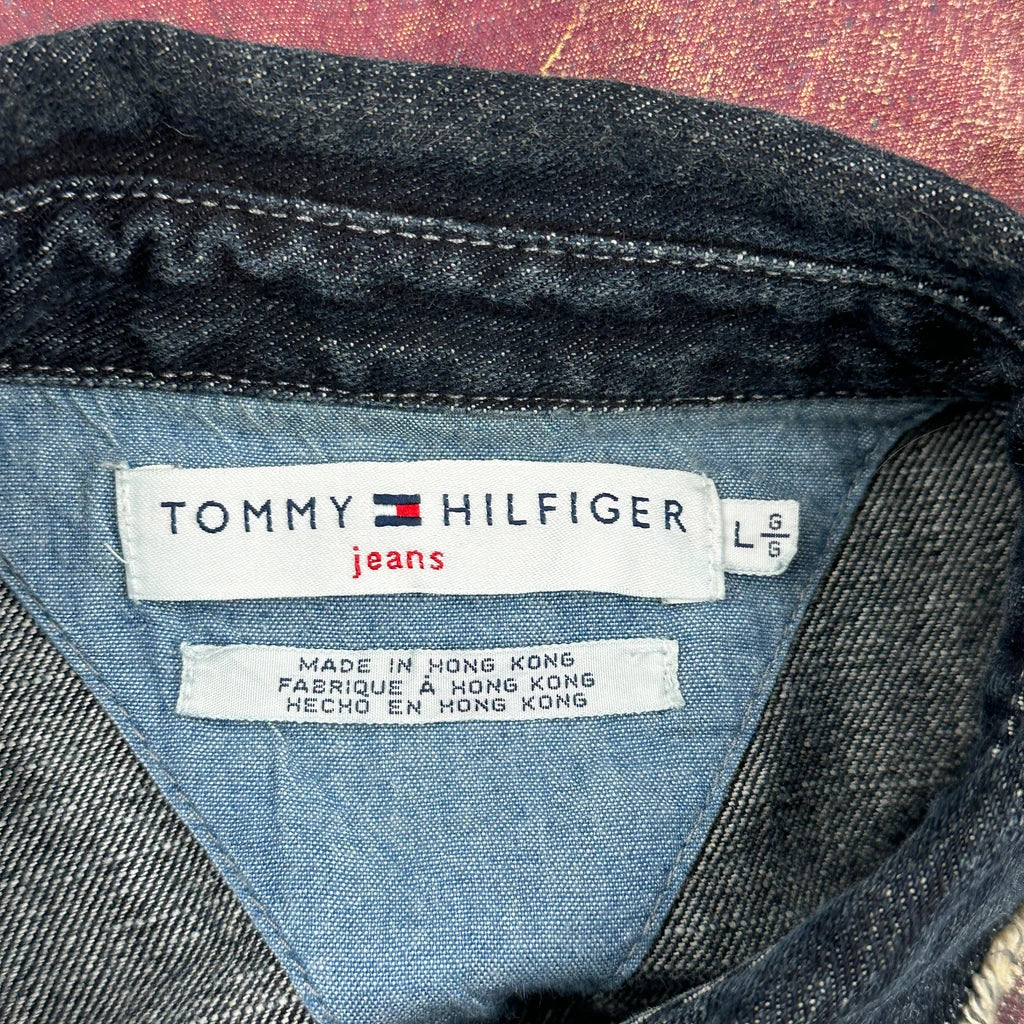 TOMMY HILFIGER
jeans
L G/G
MADE IN HONG KONG
FABRIQUE À HONG KONG
HECHO EN HONG KONG